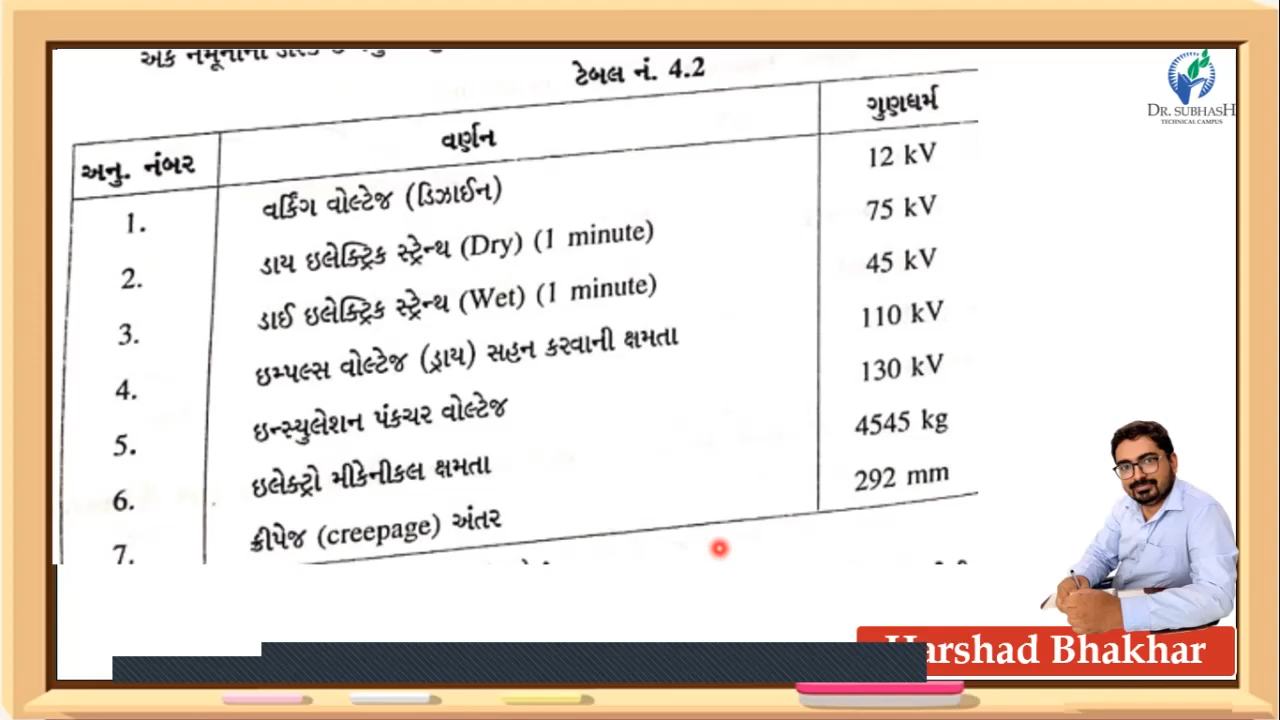 એક નમૂનાના
ટેબલ નં. 4.2
અનુ. નંબર વર્ણન ગુણધર્મ
1. વર્કિંગ વોલ્ટેજ (ડિઝાઈન) 12 kV
2. ડાય ઇલેક્ટ્રિક સ્ટ્રેન્થ (Dry) (1 minute) 75 kV
3. ડાઈ ઇલેક્ટ્રિક સ્ટ્રેન્થ (Wet) (1 minute) 45 kV
4. ઇમ્પલ્સ વોલ્ટેજ (ડ્રાય) સહન કરવાની ક્ષમતા 110 kV
5. ઇન્સ્યુલેશન પંકચર વોલ્ટેજ 130 kV
6. ઇલેક્ટ્રો મીકેનીકલ ક્ષમતા 4545 kg
7. ક્રીપેજ (creepage) અંતર 292 mm
DR. SUBHASH
TECHNICAL CAMPUS
Harshad Bhakhar